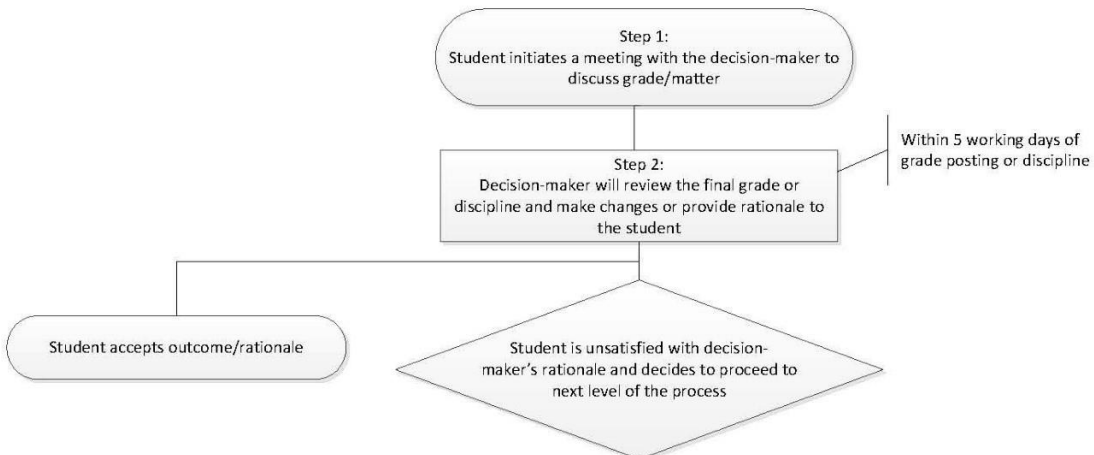 Step 1:
Student initiates a meeting with the decision-maker to
discuss grade/matter
Within 5 working days of
grade posting or discipline
Step 2:
Decision-maker will review the final grade or
discipline and make changes or provide rationale to
the student
Student accepts outcome/rationale
Student is unsatisfied with decision-
maker's rationale and decides to proceed to
next level of the process